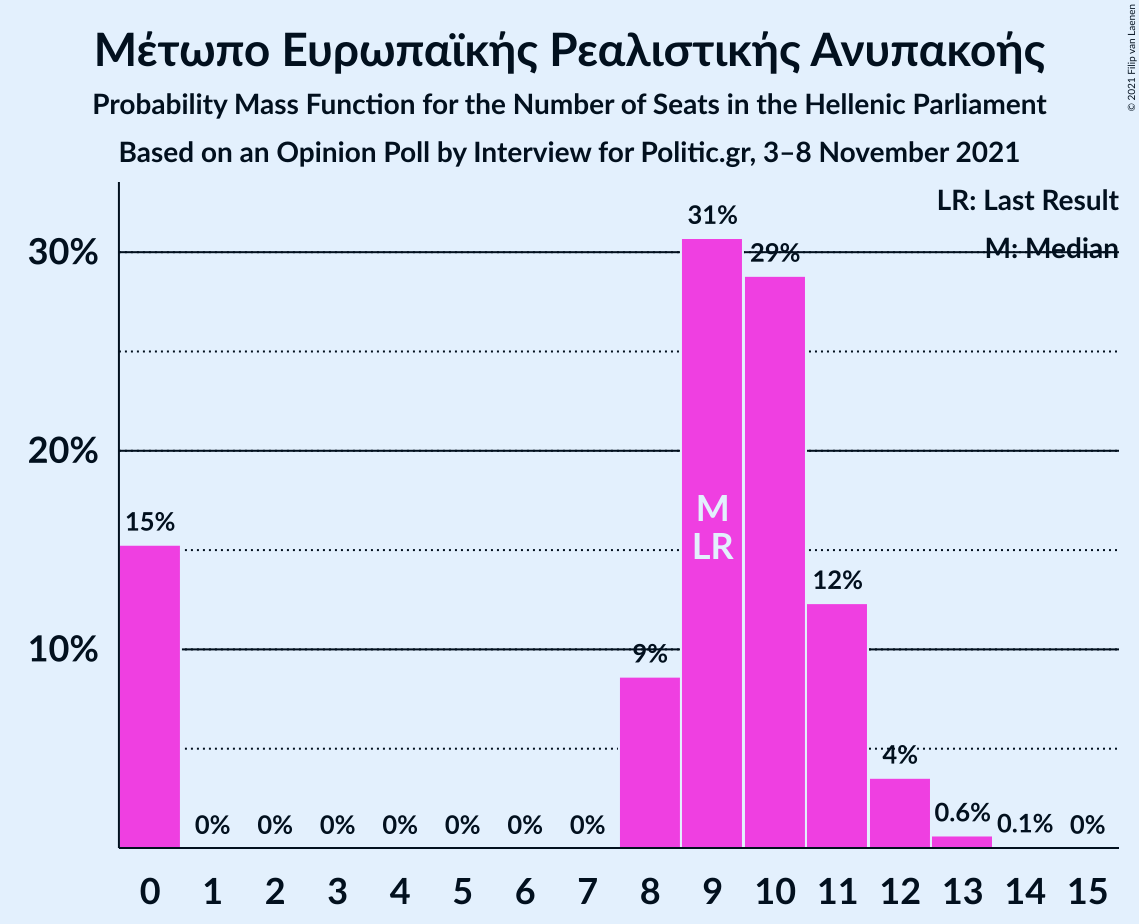 Μέτωπο Ευρωπαϊκής Ρεαλιστικής Ανυπακοής
Probability Mass Function for the Number of Seats in the Hellenic Parliament
Based on an Opinion Poll by Interview for Politic.gr, 3–8 November 2021
© 2021 Filip van Laenen
LR: Last Result
M: Median
30%
20%
10%
15%
0%
0%
0%
0%
0%
0%
0%
9%
31%
29%
12%
4%
0.6%
0.1%
0%
M
LR
0 1 2 3 4 5 6 7 8 9 10 11 12 13 14 15